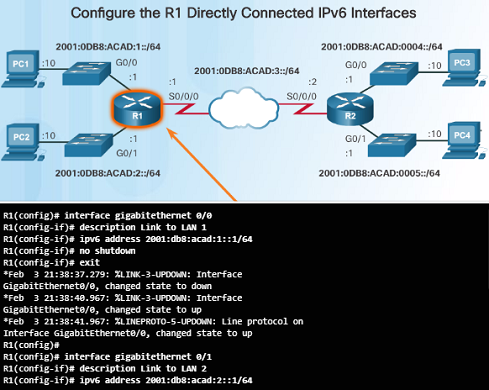 Configure the R1 Directly Connected IPv6 Interfaces
2001:0DB8:ACAD:1::/64
2001:0DB8:ACAD:0004::/64
PC1
:10
G0/0
:1
2001:0DB8:ACAD:3::/64
G0/0
:1
:10
PC3
:1
S0/0/0
:2
S0/0/0
R1
R2
PC2
:10
:1
G0/1
G0/1
:1
:10
PC4
2001:0DB8:ACAD:2::/64
2001:0DB8:ACAD:0005::/64
R1(config)# interface gigabitethernet 0/0
R1(config-if)# description Link to LAN 1
R1(config-if)# ipv6 address 2001:db8:acad:1::1/64
R1(config-if)# no shutdown
R1(config-if)# exit
*Feb  3 21:38:37.279: %LINK-3-UPDOWN: Interface
GigabitEthernet0/0, changed state to down
*Feb  3 21:38:40.967: %LINK-3-UPDOWN: Interface
GigabitEthernet0/0, changed state to up
*Feb  3 21:38:41.967: %LINEPROTO-5-UPDOWN: Line protocol on
Interface GigabitEthernet0/0, changed state to up
R1(config)#
R1(config)# interface gigabitethernet 0/1
R1(config-if)# description Link to LAN 2
R1(config-if)# ipv6 address 2001:db8:acad:2::1/64